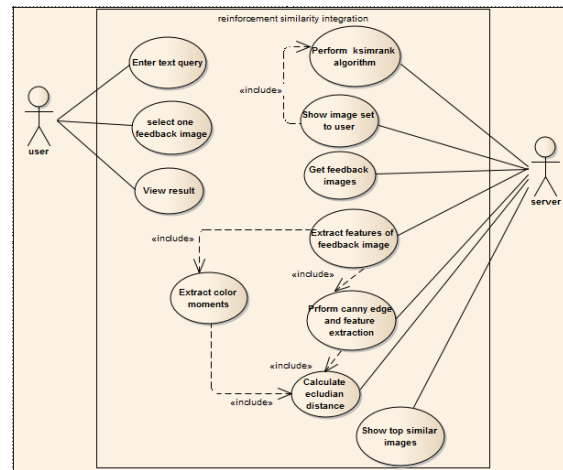 reinforcement similarity integration
Enter text query
Perform ksimrank
algorithm
«include»
select one
feedback image
Show image set
to user
user
server
View result
Get feedback
images
Extract features of
feedback image
«include»
«include»
Extract color
moments
Prform canny edge
and feature
extraction
«include»
Calculate
ecludian
distance
«include»
Show top similar
images